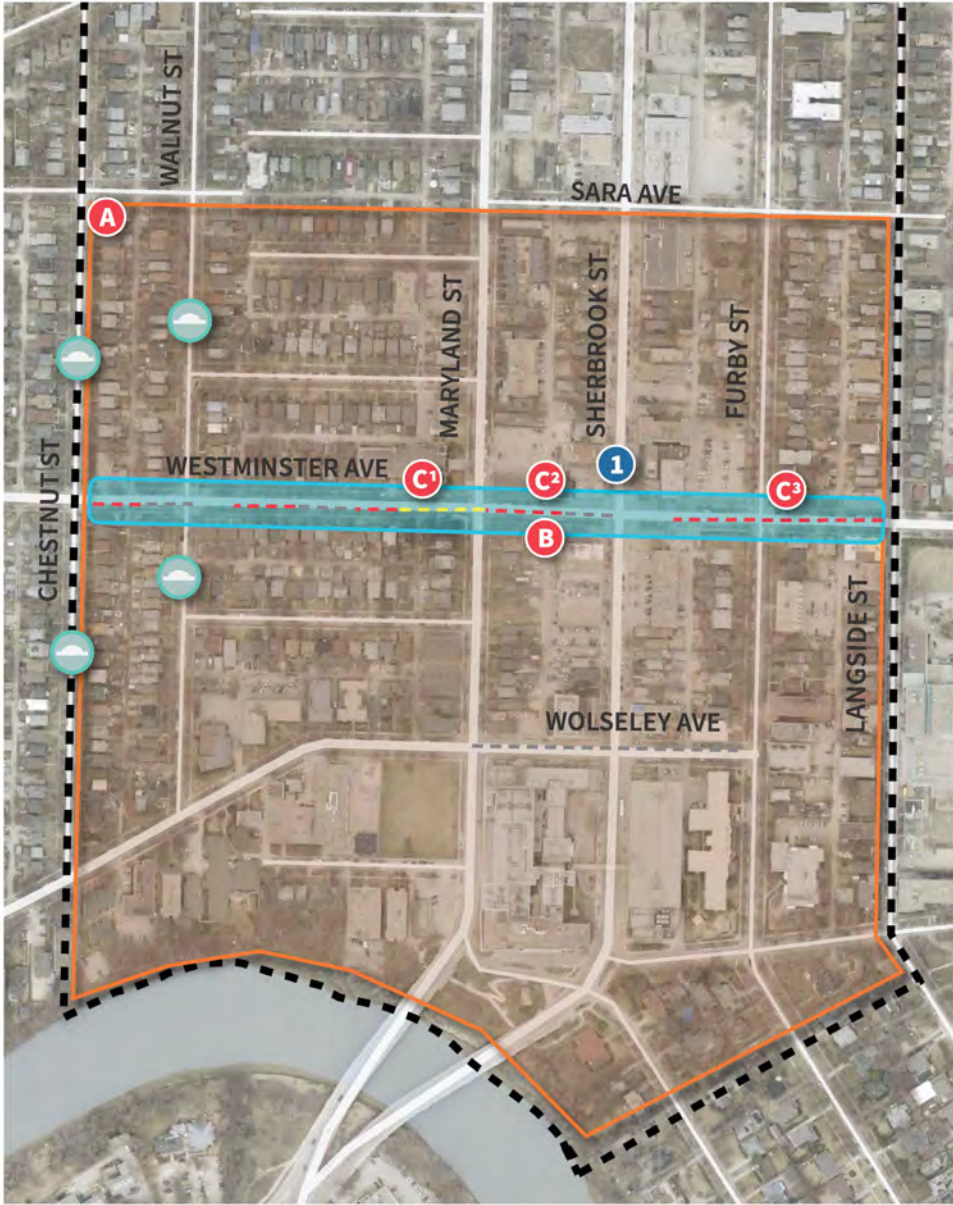 WALNUT ST
SARA AVE
A
MARYLAND ST
SHERBROOK ST
FURBY ST
CHESTNUT ST
WESTMINSTER AVE
C¹
C²
1
C³
B
LANGSIDE ST
WOLSELEY AVE